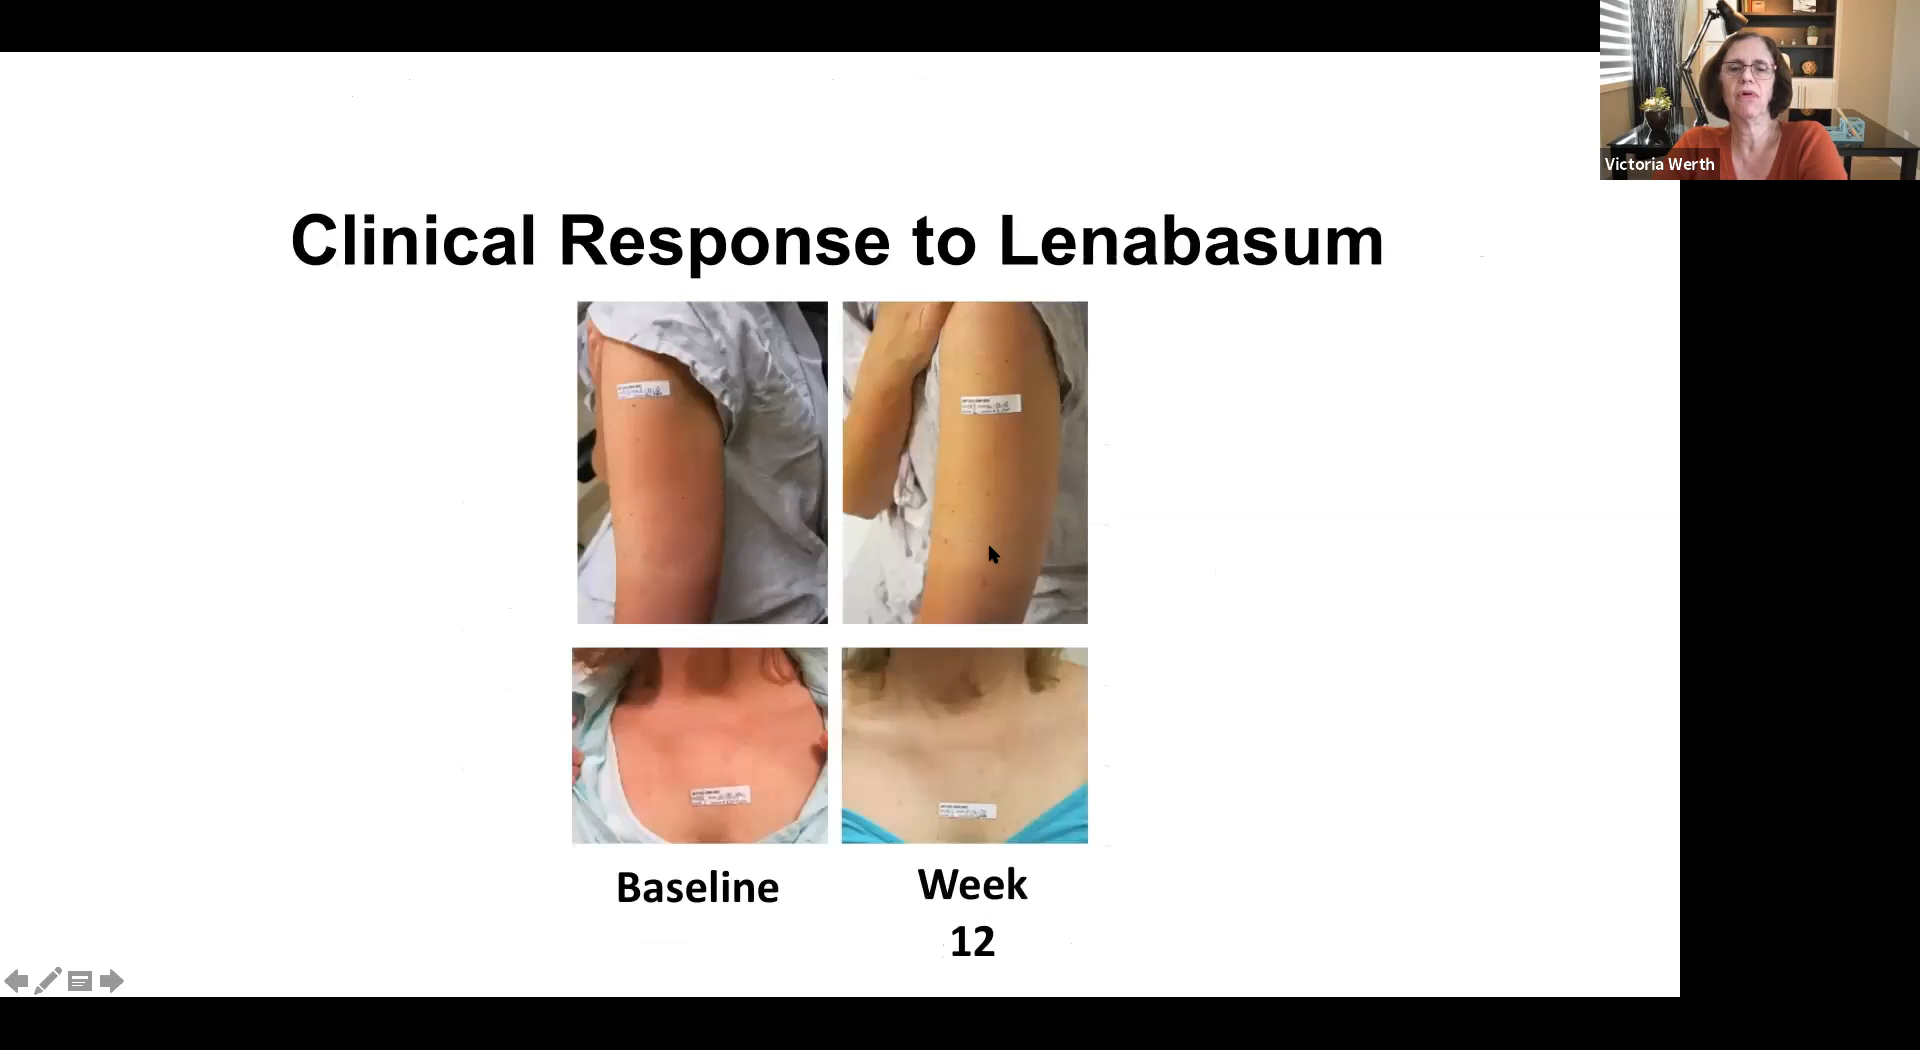 Victoria Werth
Clinical Response to Lenabasum
Baseline
Week
12